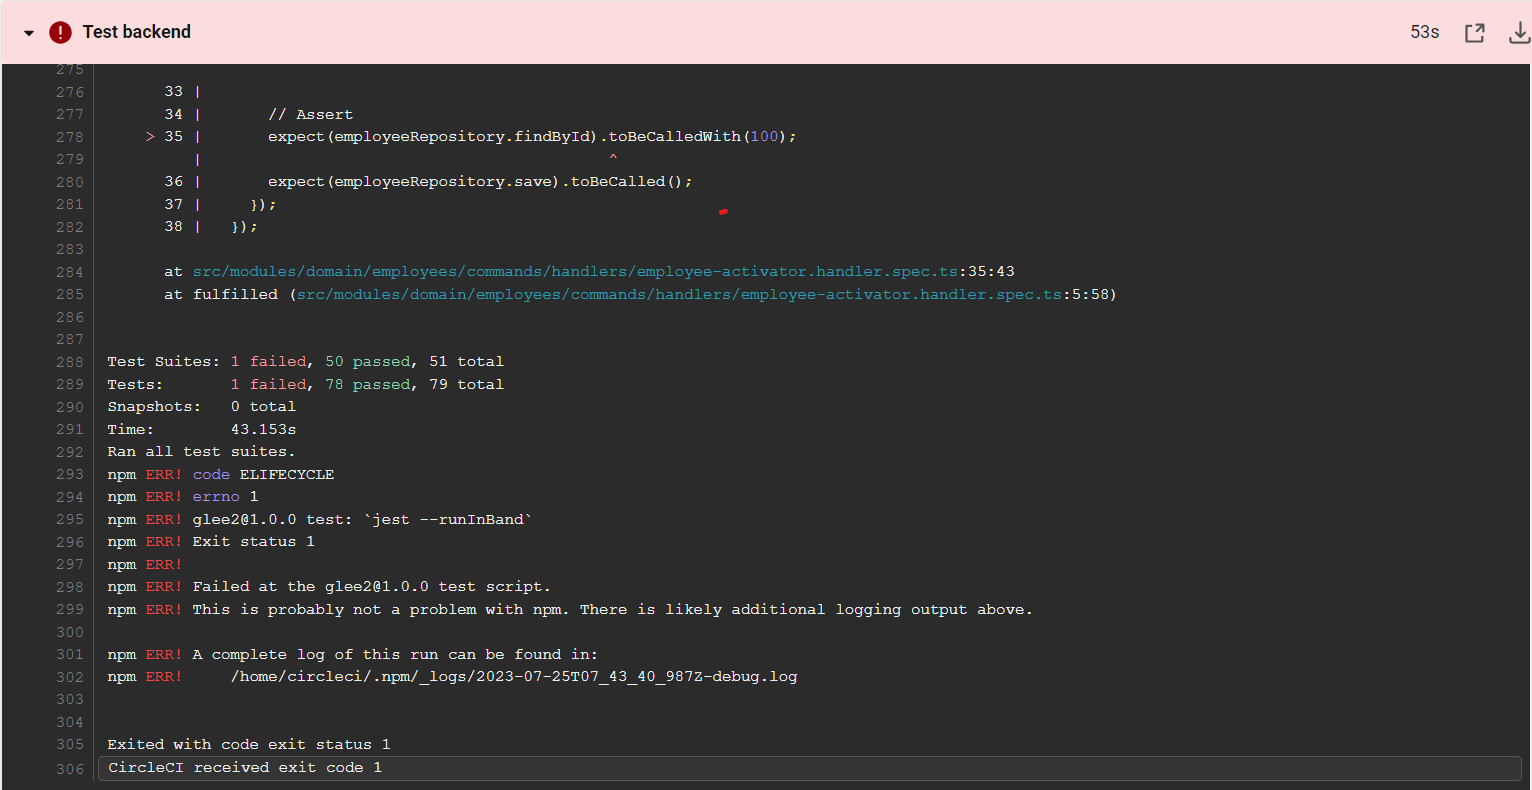 Test backend 53s
275
276 33 |
277 34 | // Assert
278 > 35 | expect(employeeRepository.findById).toBeCalledWith(100);
279 | ^
280 36 | expect(employeeRepository.save).toBeCalled();
281 37 | });
282 38 | });
283
284 at src/modules/domain/employees/commands/handlers/employee-activator.handler.spec.ts:35:43
285 at fulfilled (src/modules/domain/employees/commands/handlers/employee-activator.handler.spec.ts:5:58)
286
287
288 Test Suites: 1 failed, 50 passed, 51 total
289 Tests: 1 failed, 78 passed, 79 total
290 Snapshots: 0 total
291 Time: 43.153s
292 Ran all test suites.
293 npm ERR! code ELIFECYCLE
294 npm ERR! errno 1
295 npm ERR! glee2@1.0.0 test: `jest --runInBand`
296 npm ERR! Exit status 1
297 npm ERR!
298 npm ERR! Failed at the glee2@1.0.0 test script.
299 npm ERR! This is probably not a problem with npm. There is likely additional logging output above.
300
301 npm ERR! A complete log of this run can be found in:
302 npm ERR! /home/circleci/.npm/_logs/2023-07-25T07_43_40_987Z-debug.log
303
304
305 Exited with code exit status 1
306 CircleCI received exit code 1